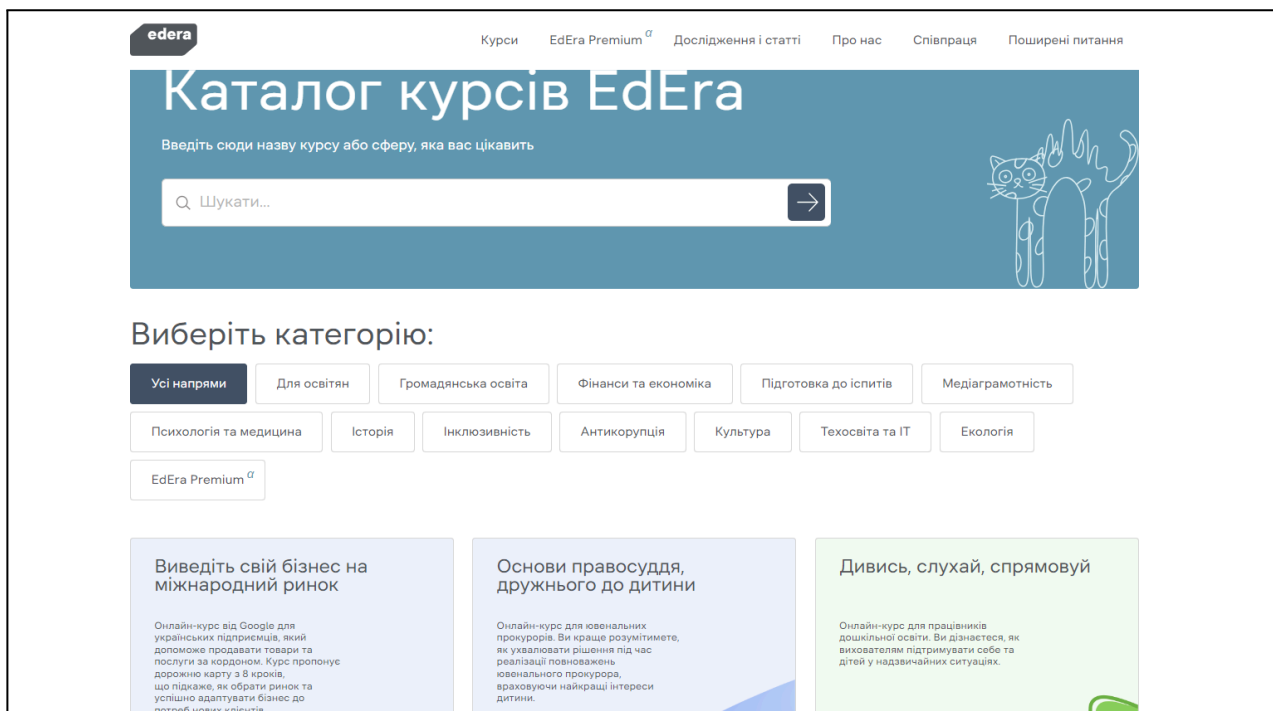 edera
Курси EdEra Premium α Дослідження і статті Про нас Співпраця Поширені питання
Каталог курсів EdEra
Введіть сюди назву курсу або сферу, яка вас цікавить
Шукати...
Виберіть категорію:
Усі напрями Для освітян Громадянська освіта Фінанси та економіка Підготовка до іспитів Медіаграмотність
Психологія та медицина Історія Інклюзивність Антикорупція Культура Техосвіта та ІТ Екологія
EdEra Premium α
Виведіть свій бізнес на
міжнародний ринок
Онлайн-курс від Google для
українських підприємців, який
допоможе продавати товари та
послуги за кордоном. Курс пропонує
дорожню карту з 8 кроків,
що підкаже, як обрати ринок та
успішно адаптувати бізнес до
потреб нових клієнтів
Основи правосуддя,
дружнього до дитини
Онлайн-курс для ювенальних
прокурорів. Ви краще розумітимете,
як ухвалювати рішення під час
реалізації повноважень
ювенального прокурора,
враховуючи найкращі інтереси
дитини.
Дивись, слухай, спрямовуй
Онлайн-курс для працівників
дошкільної освіти. Ви дізнаєтеся, як
вихователям підтримувати себе та
дітей у надзвичайних ситуаціях.